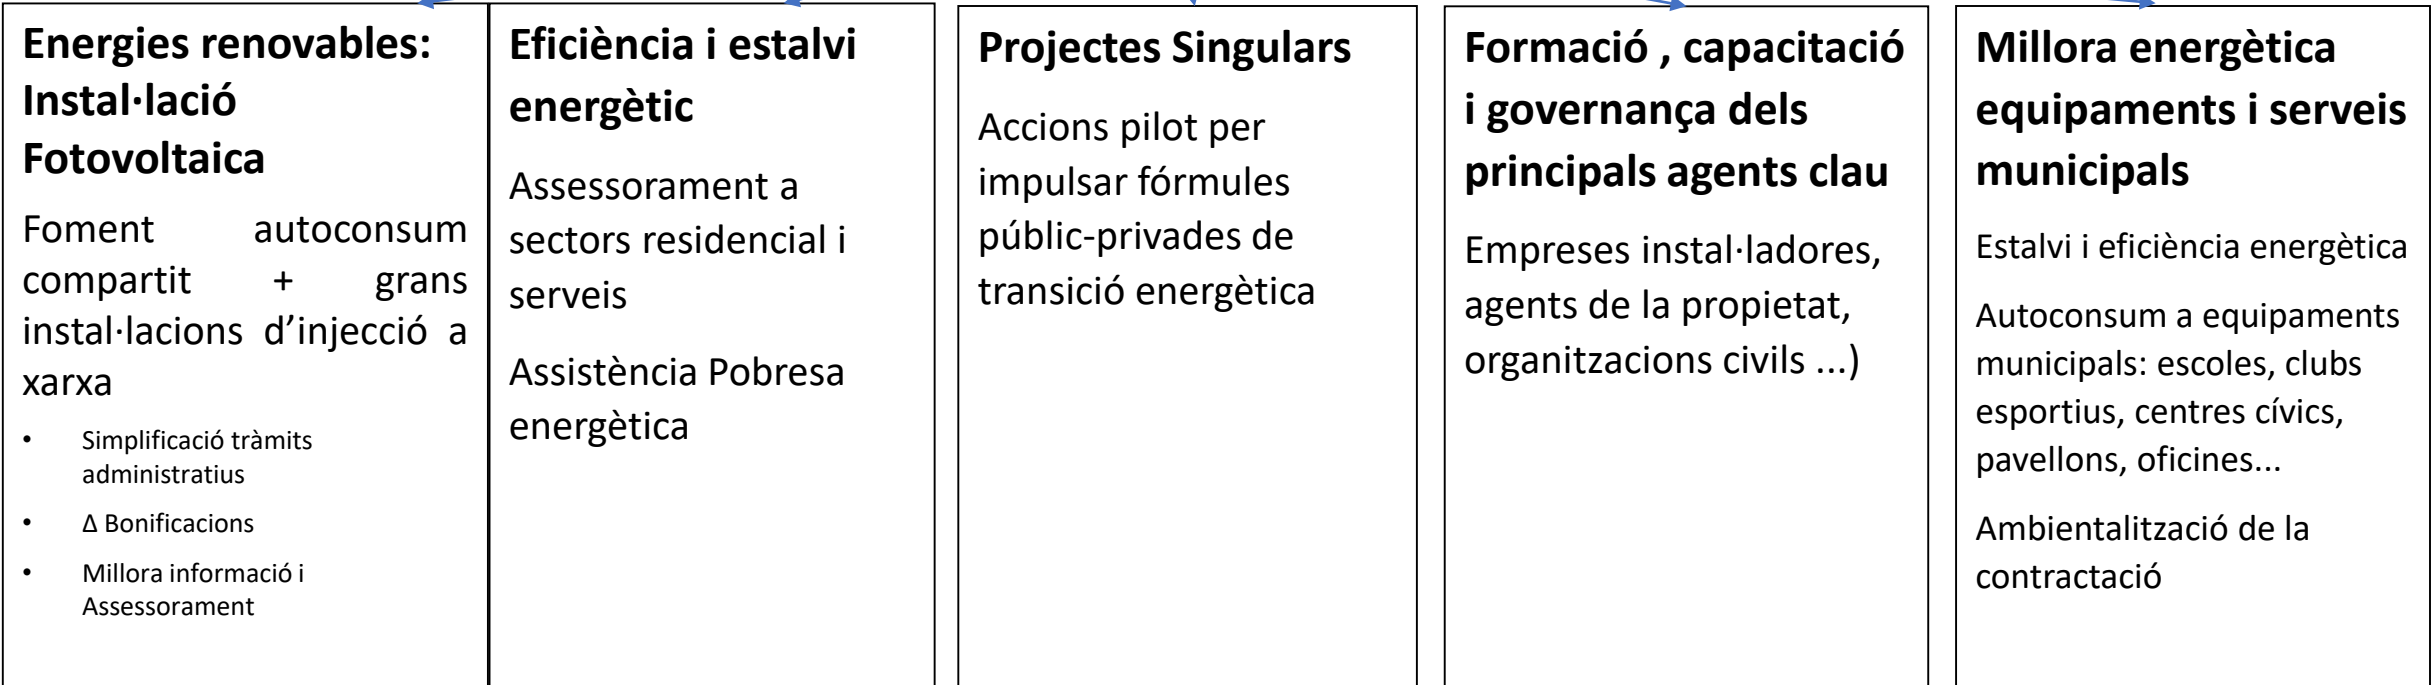 Energies renovables:
Instal·lació
Fotovoltaica
Foment autoconsum
compartit + grans
instal·lacions d’injecció a
xarxa
• Simplificació tràmits
administratius
• Δ Bonificacions
• Millora informació i
Assessorament
Eficiència i estalvi
energètic
Assessorament a
sectors residencial i
serveis
Assistència Pobresa
energètica
Projectes Singulars
Accions pilot per
impulsar fórmules
públic-privades de
transició energètica
Formació , capacitació
i governança dels
principals agents clau
Empreses instal·ladores,
agents de la propietat,
organitzacions civils ...)
Millora energètica
equipaments i serveis
municipals
Estalvi i eficiència energètica
Autoconsum a equipaments
municipals: escoles, clubs
esportius, centres cívics,
pavellons, oficines...
Ambientalització de la
contractació